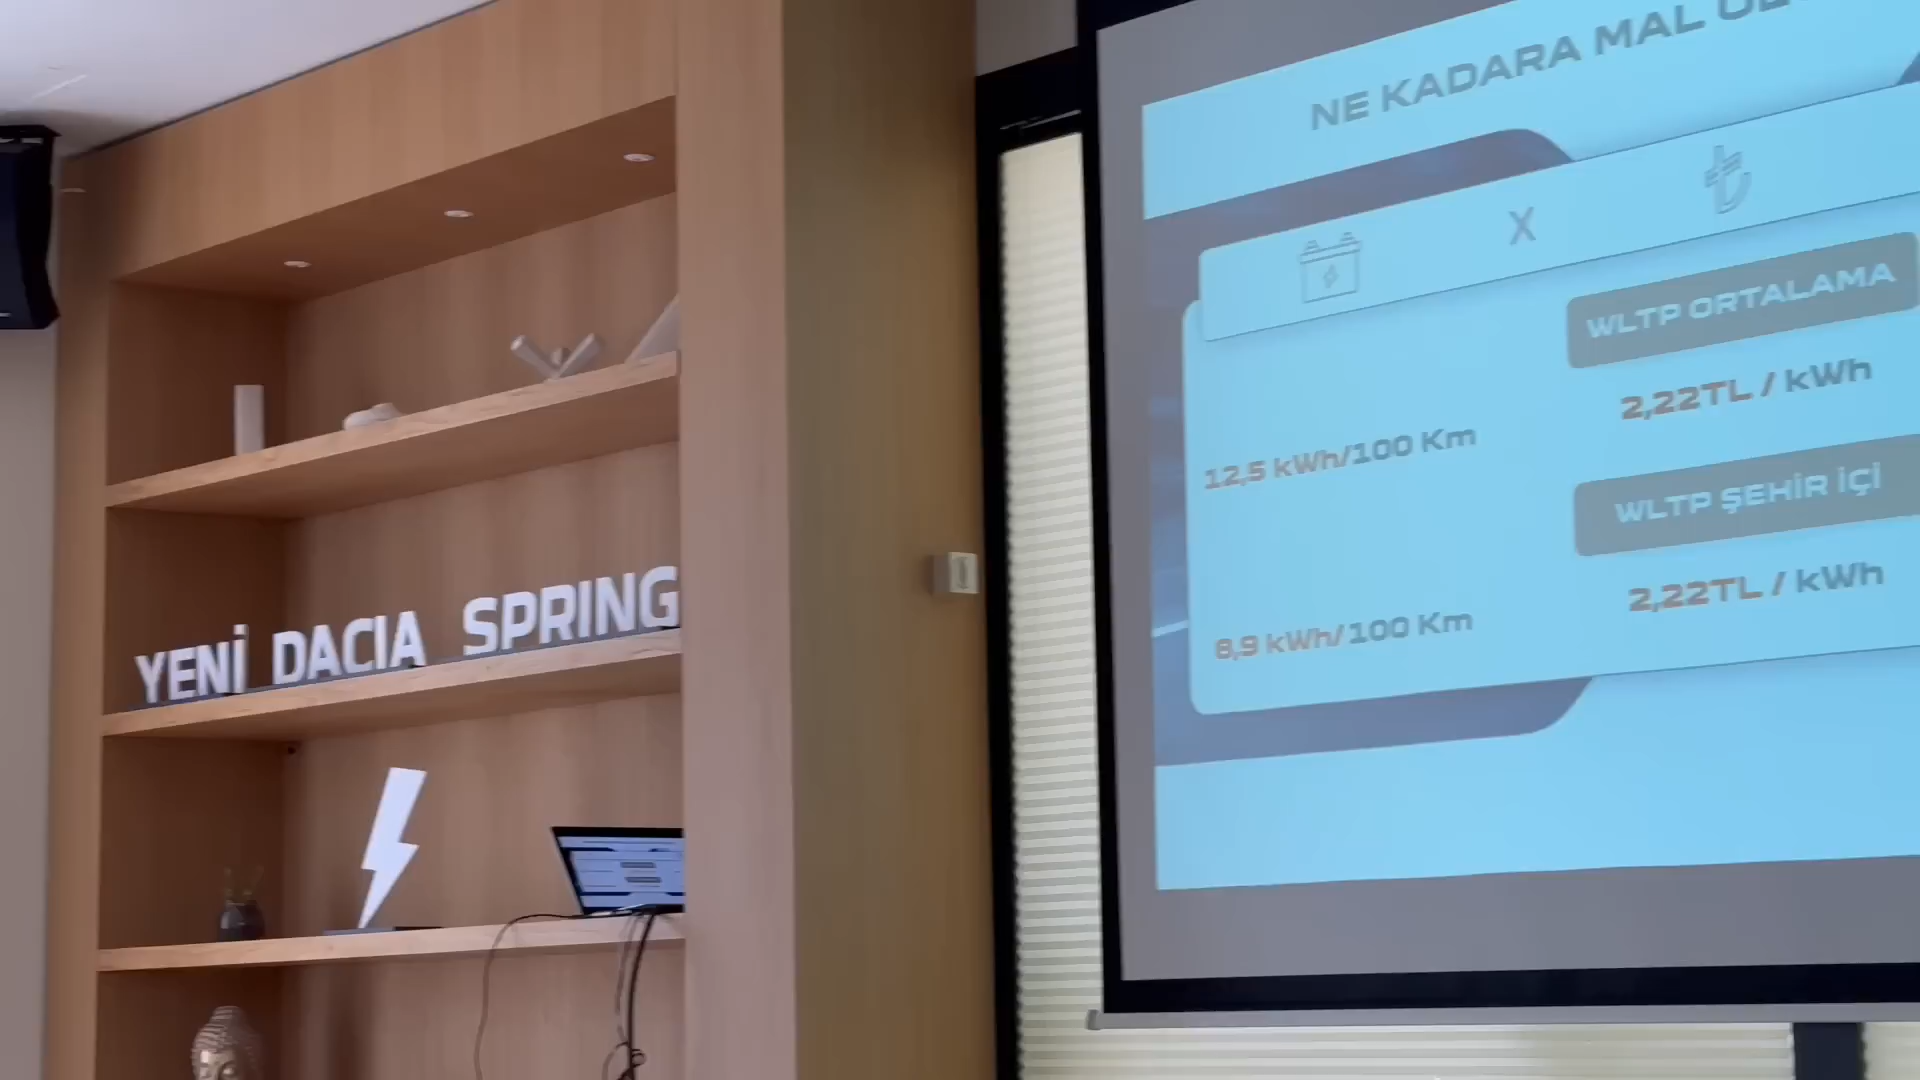 YENİ DACIA SPRING
NE KADARA MAL
X ₺
WLTP ORTALAMA
12,5 kWh/100 Km 2,22TL / kWh
WLTP ŞEHİR İÇİ
8,9 kWh/100 Km 2,22TL / kWh